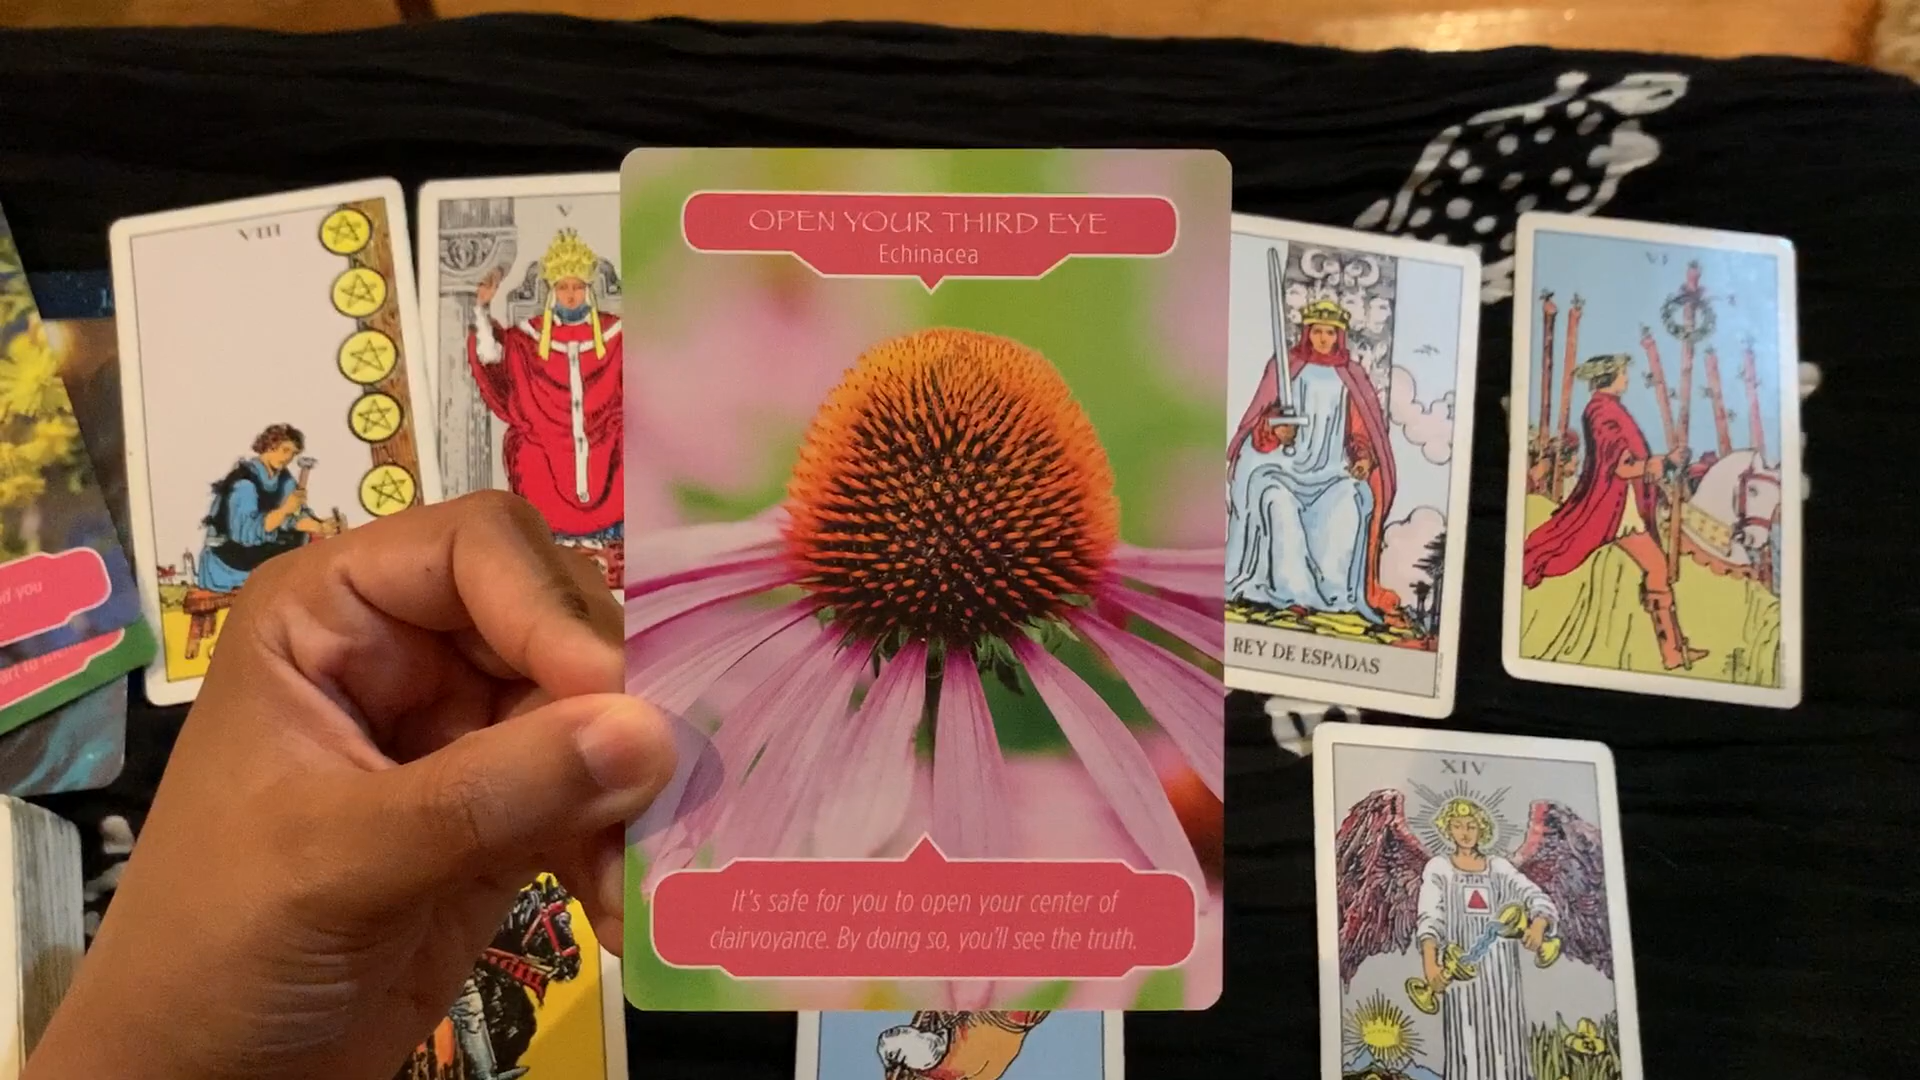 VIII
V
OPEN YOUR THIRD EYE
Echinacea
VI
REY DE ESPADAS
XIV
you
It's safe for you to open your center of
clairvoyance. By doing so, you'll see the truth.